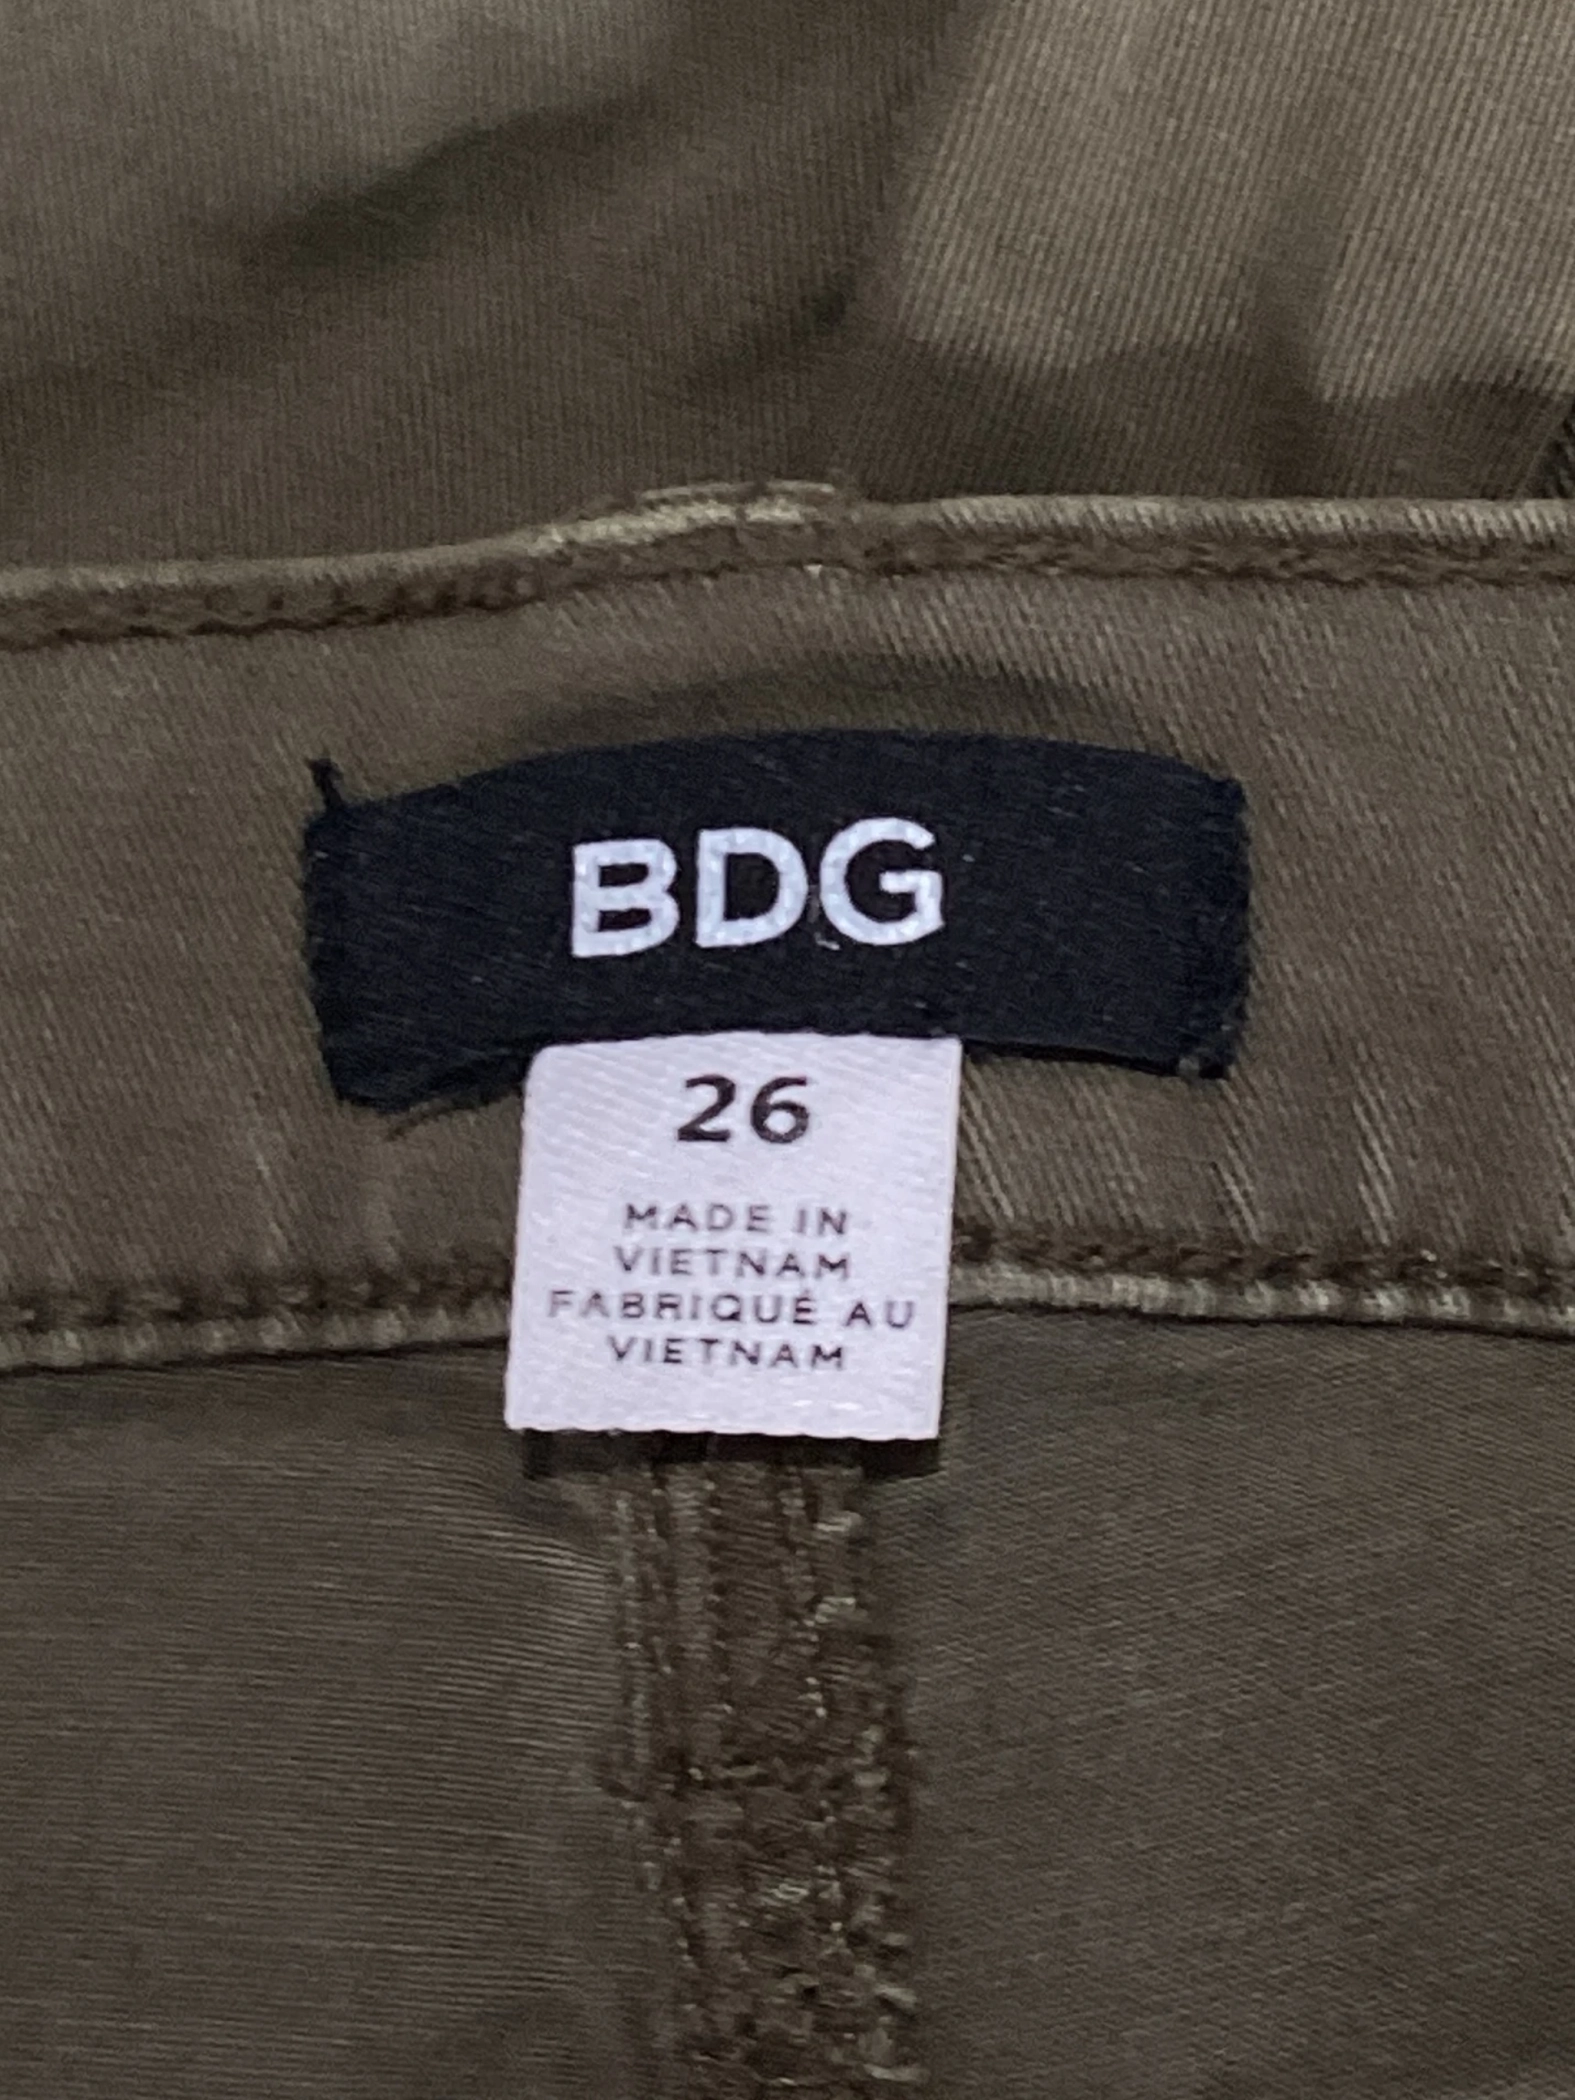 BDG
26
MADE IN
VIETNAM
FABRIQUÉ AU
VIETNAM